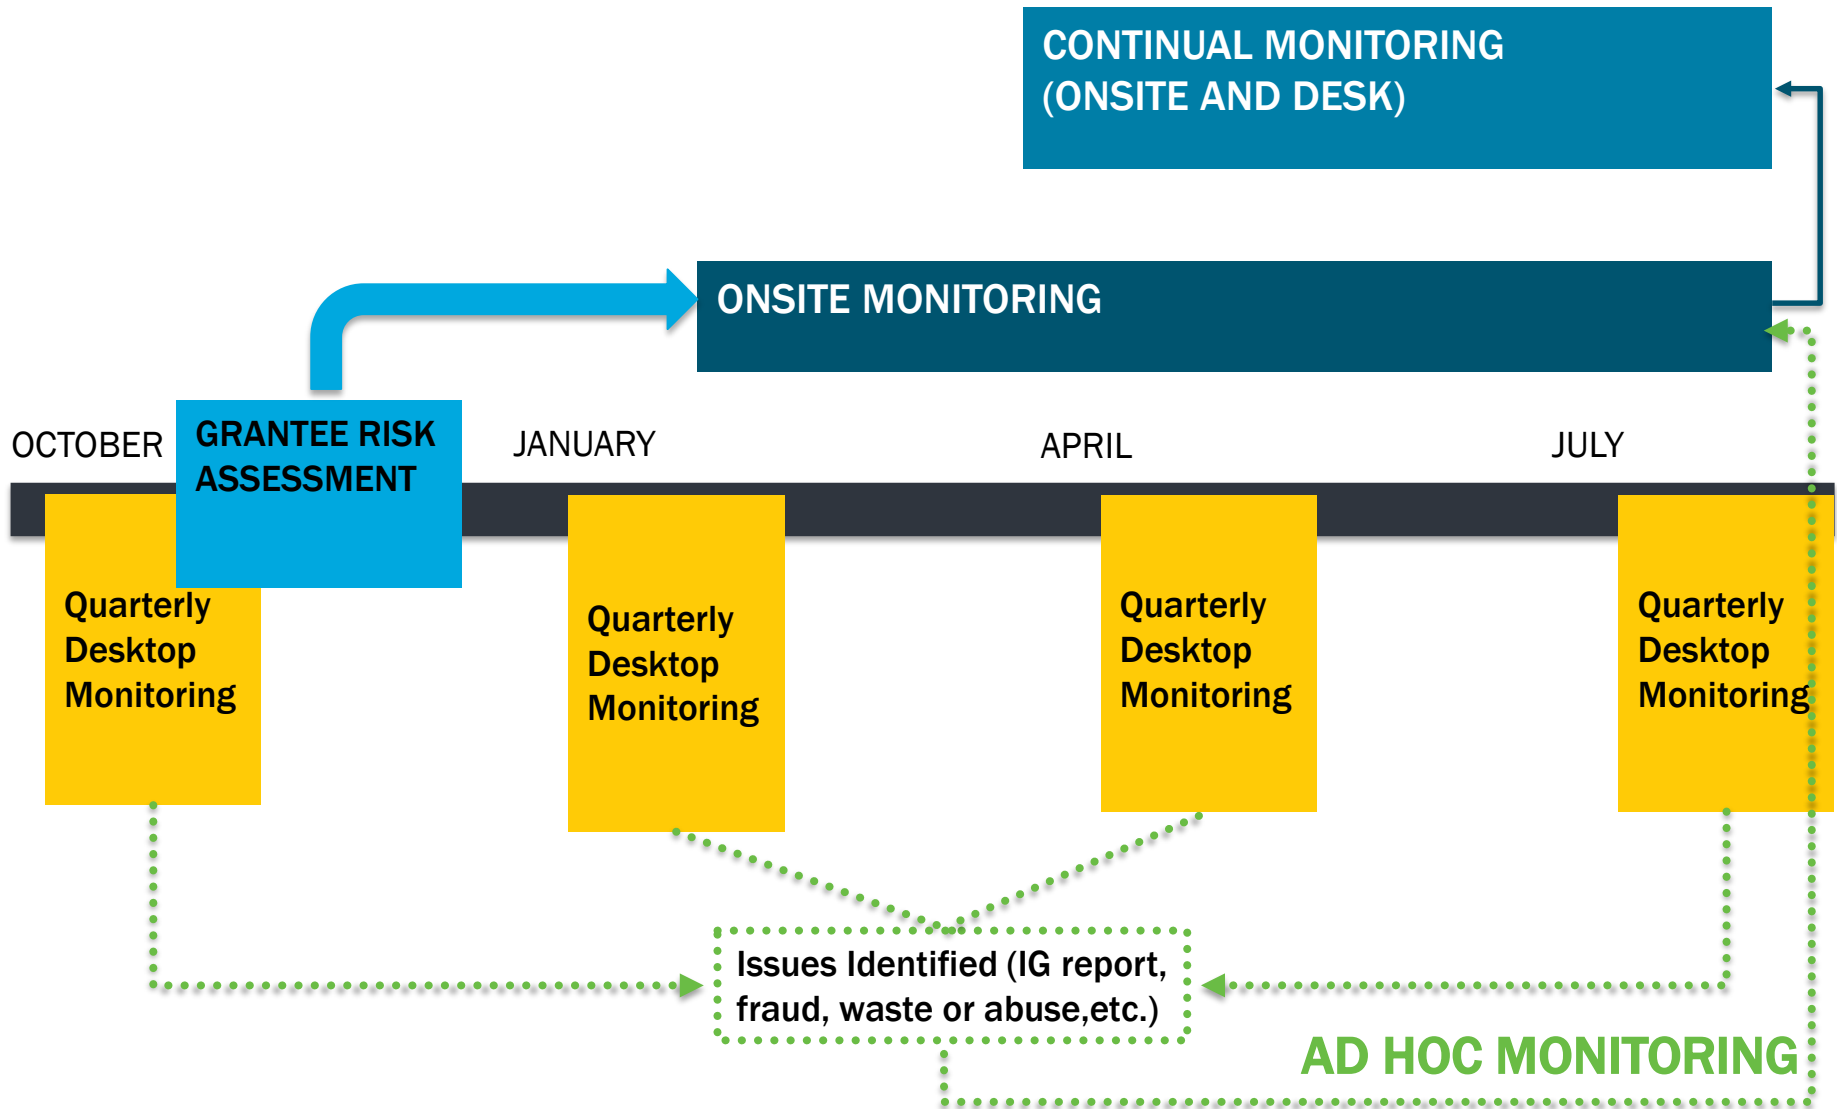 CONTINUAL MONITORING
(ONSITE AND DESK)
ONSITE MONITORING
OCTOBER
GRANTEE RISK
ASSESSMENT
JANUARY
APRIL
JULY
Quarterly
Desktop
Monitoring
Quarterly
Desktop
Monitoring
Quarterly
Desktop
Monitoring
Quarterly
Desktop
Monitoring
Issues Identified (IG report,
fraud, waste or abuse,etc.)
AD HOC MONITORING